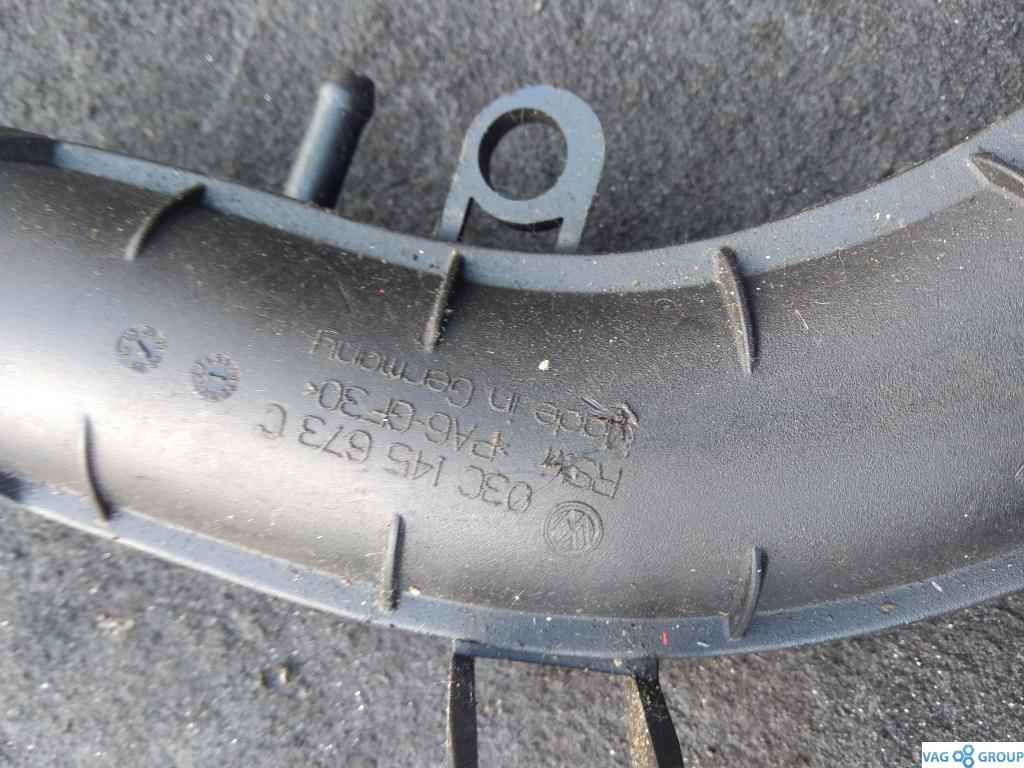 03C 145 673 C
>PA6-GF30<
Made in Germany
VAG GROUP